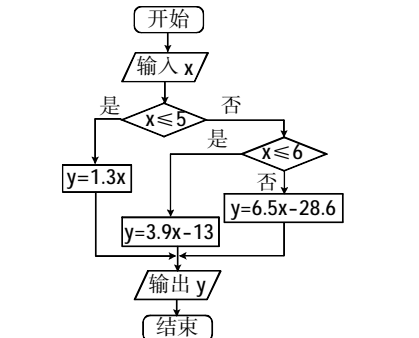 开始
输入 x
是
x≤5
否
是
x≤6
y=1.3x
否
y=6.5x-28.6
y=3.9x-13
输出 y
结束